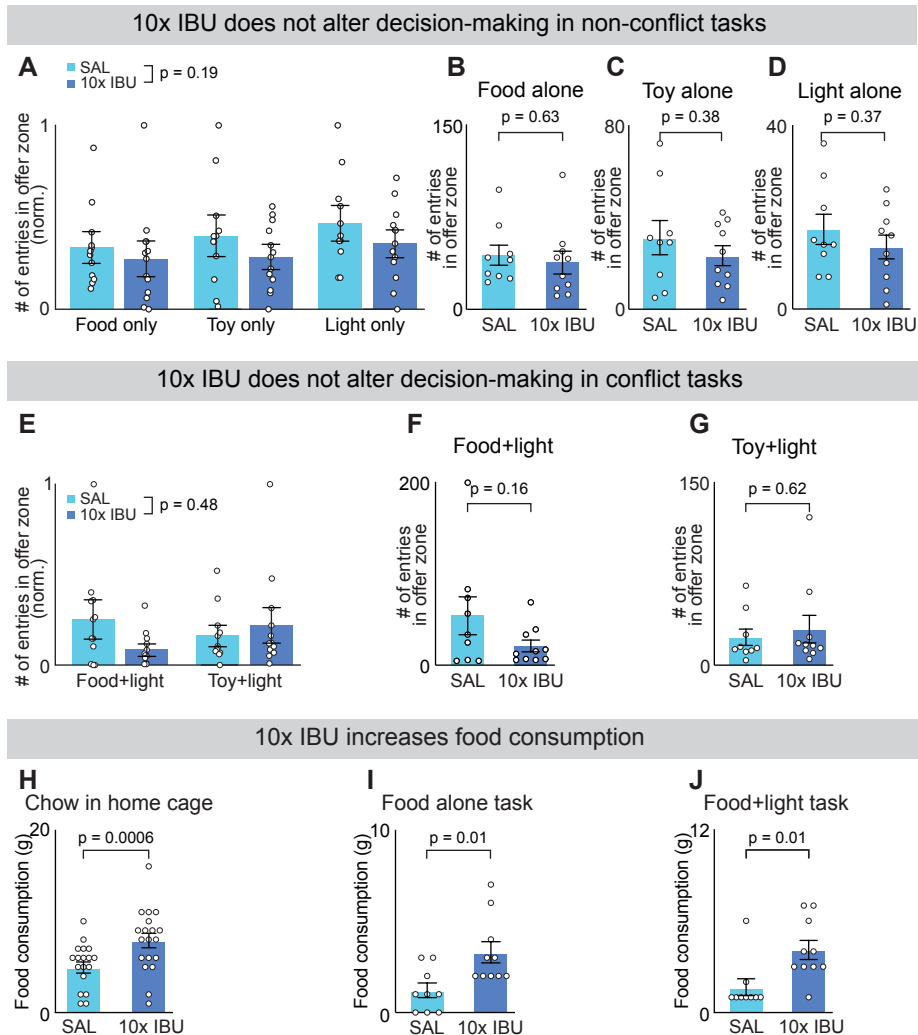 10x IBU does not alter decision-making in non-conflict tasks
A
SAL
10x IBU
p = 0.19
# of entries in offer zone
(norm.)
1
0
Food only
Toy only
Light only
B
Food alone
p = 0.63
# of entries
in offer zone
150
0
SAL
10x IBU
C
Toy alone
p = 0.38
# of entries
in offer zone
80
0
SAL
10x IBU
D
Light alone
p = 0.37
# of entries
in offer zone
40
0
SAL
10x IBU
10x IBU does not alter decision-making in conflict tasks
E
SAL
10x IBU
p = 0.48
# of entries in offer zone
(norm.)
1
0
Food+light
Toy+light
F
Food+light
p = 0.16
# of entries
in offer zone
200
0
SAL
10x IBU
G
Toy+light
p = 0.62
# of entries
in offer zone
150
0
SAL
10x IBU
10x IBU increases food consumption
H
Chow in home cage
p = 0.0006
Food consumption (g)
20
0
SAL
10x IBU
I
Food alone task
p = 0.01
Food consumption (g)
10
0
SAL
10x IBU
J
Food+light task
p = 0.01
Food consumption (g)
12
0
SAL
10x IBU